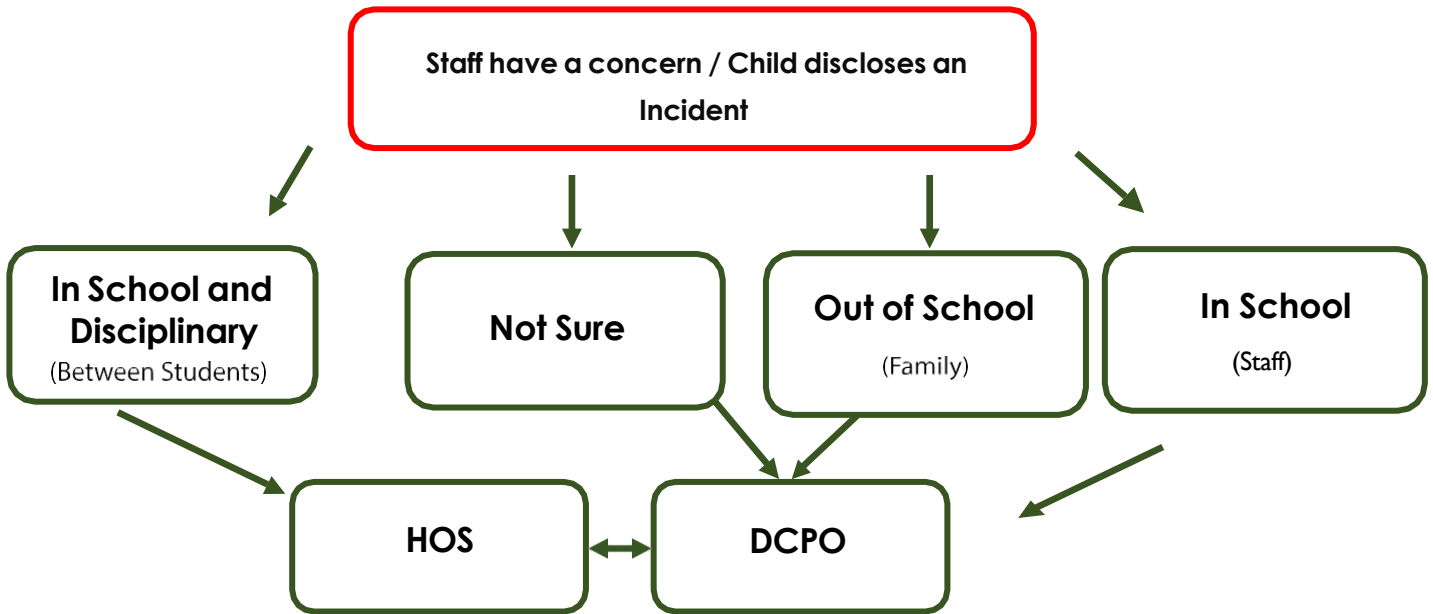 Staff have a concern / Child discloses an
Incident
In School and
Disciplinary
(Between Students)
Not Sure
Out of School
(Family)
In School
(Staff)
HOS
DCPO